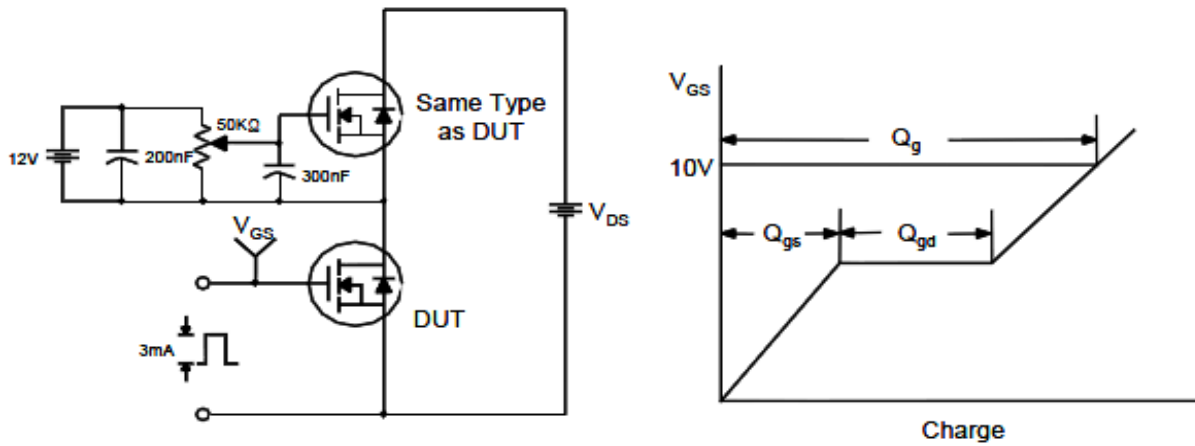 50KΩ
12V
200nF
300nF
Same Type
as DUT
V_DS
V_GS
DUT
3mA
V_GS
10V
Q_g
Q_gs
Q_gd
Charge